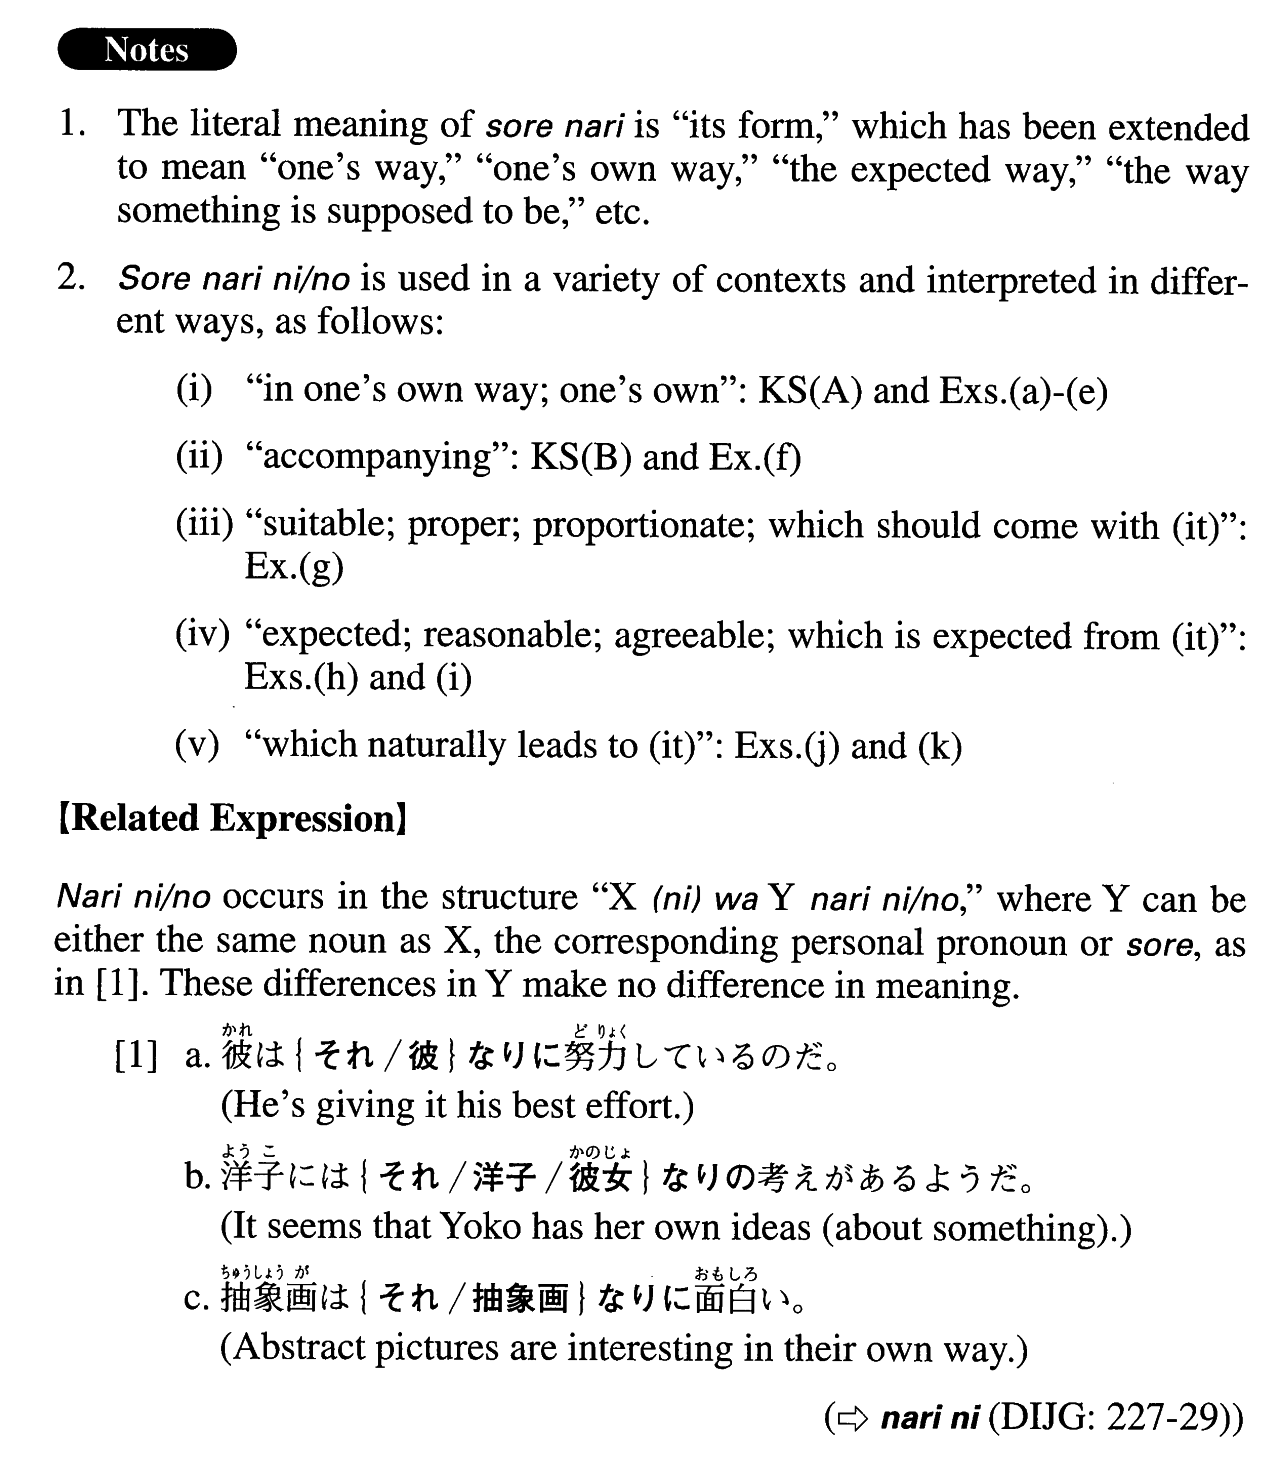 Notes
1. The literal meaning of sore nari is “its form,” which has been extended
to mean “one’s way,” “one’s own way,” “the expected way,” “the way
something is supposed to be,” etc.
2. Sore nari ni/no is used in a variety of contexts and interpreted in differ-
ent ways, as follows:
(i) “in one’s own way; one’s own”: KS(A) and Exs.(a)-(e)
(ii) “accompanying”: KS(B) and Ex.(f)
(iii) “suitable; proper; proportionate; which should come with (it)”:
Ex.(g)
(iv) “expected; reasonable; agreeable; which is expected from (it)”:
Exs.(h) and (i)
(v) “which naturally leads to (it)”: Exs.(j) and (k)
【Related Expression】
Nari ni/no occurs in the structure “X (ni) wa Y nari ni/no,” where Y can be
either the same noun as X, the corresponding personal pronoun or sore, as
in [1]. These differences in Y make no difference in meaning.
かれ ど りょく
[1] a. 彼は{それ/彼}なりに努力しているのだ。
(He’s giving it his best effort.)
よう こ かのじょ
b. 洋子には{それ/洋子/彼女}なりの考えがあるようだ。
(It seems that Yoko has her own ideas (about something).)
ちゅうしょう が おもしろ
c. 抽象画は{それ/抽象画}なりに面白い。
(Abstract pictures are interesting in their own way.)
(⇨ nari ni (DIJG: 227-29))